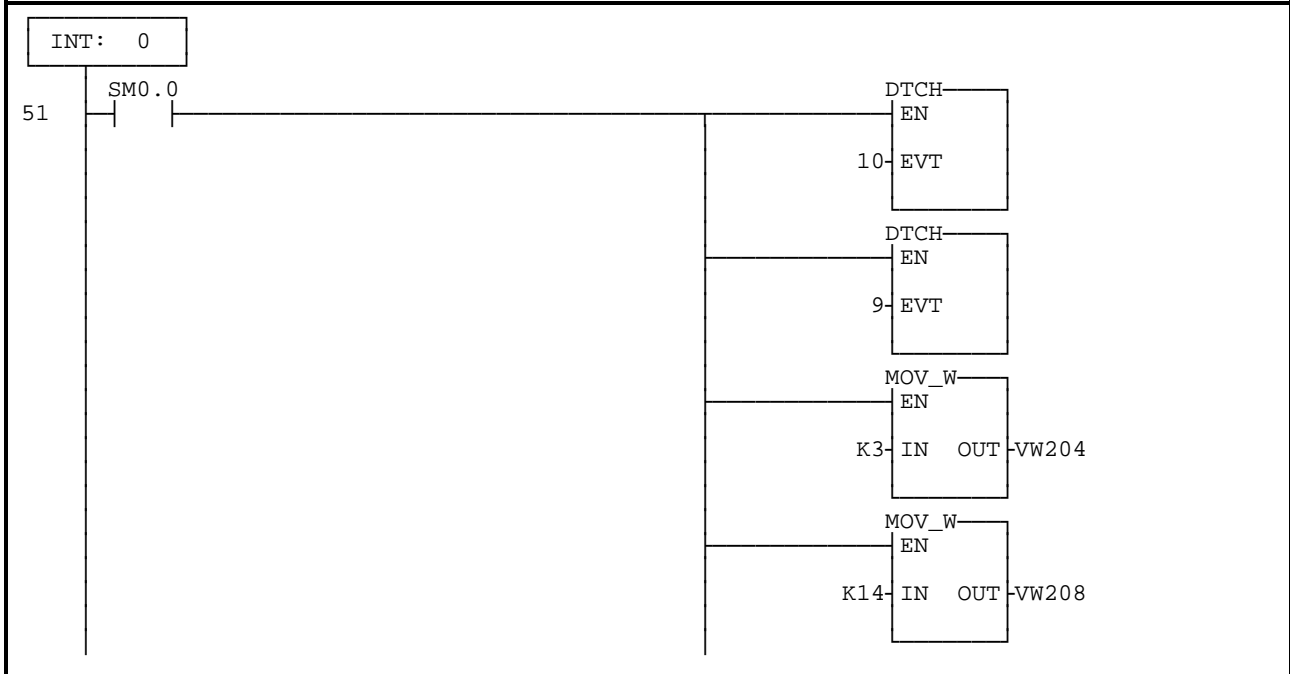 INT: 0
51
SM0.0
DTCH
EN
10 EVT
DTCH
EN
9 EVT
MOV_W
EN
K3 IN OUT VW204
MOV_W
EN
K14 IN OUT VW208